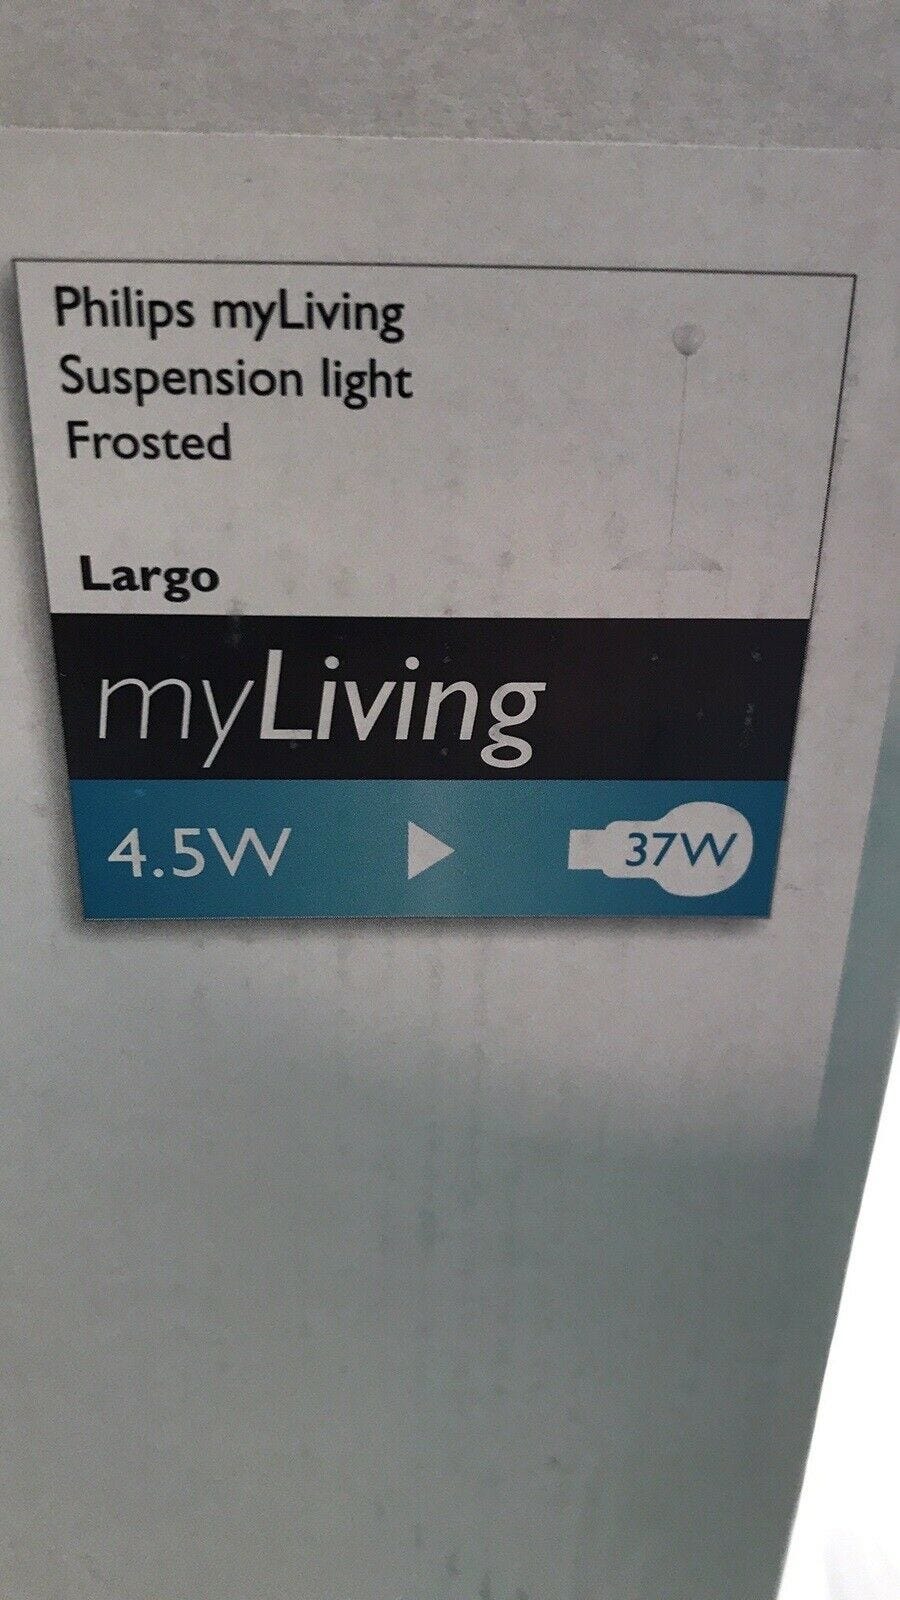 Philips myLiving
Suspension light
Frosted
Largo
myLiving
4.5W 37W